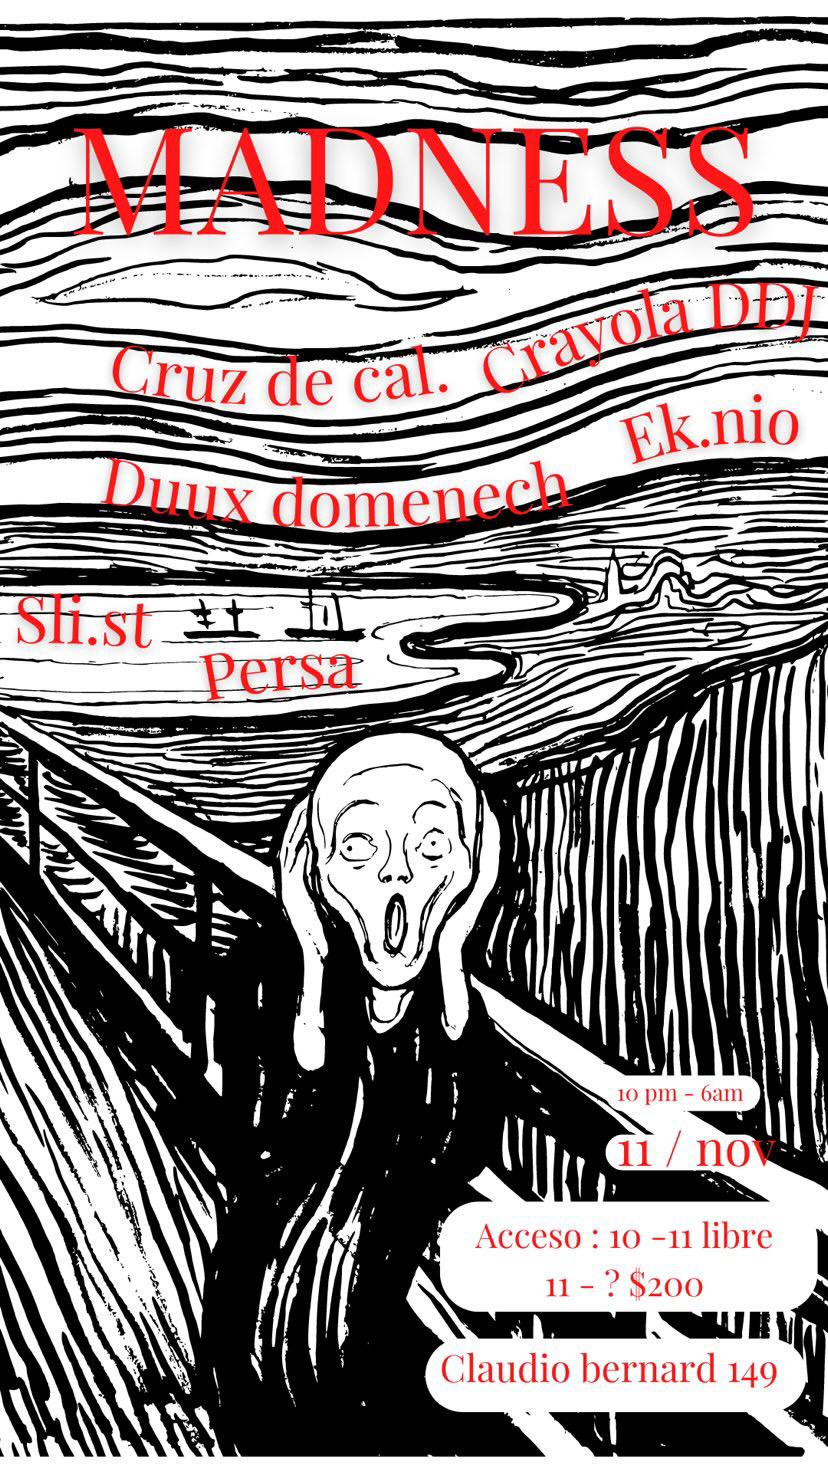 MADNESS
Cruz de cal. Crayola DDJ
Ek.nio
Duux domenech
Sli.st
Persa
10 pm - 6am
11 / nov
Acceso : 10 -11 libre
11 - ? $200
Claudio bernard 149